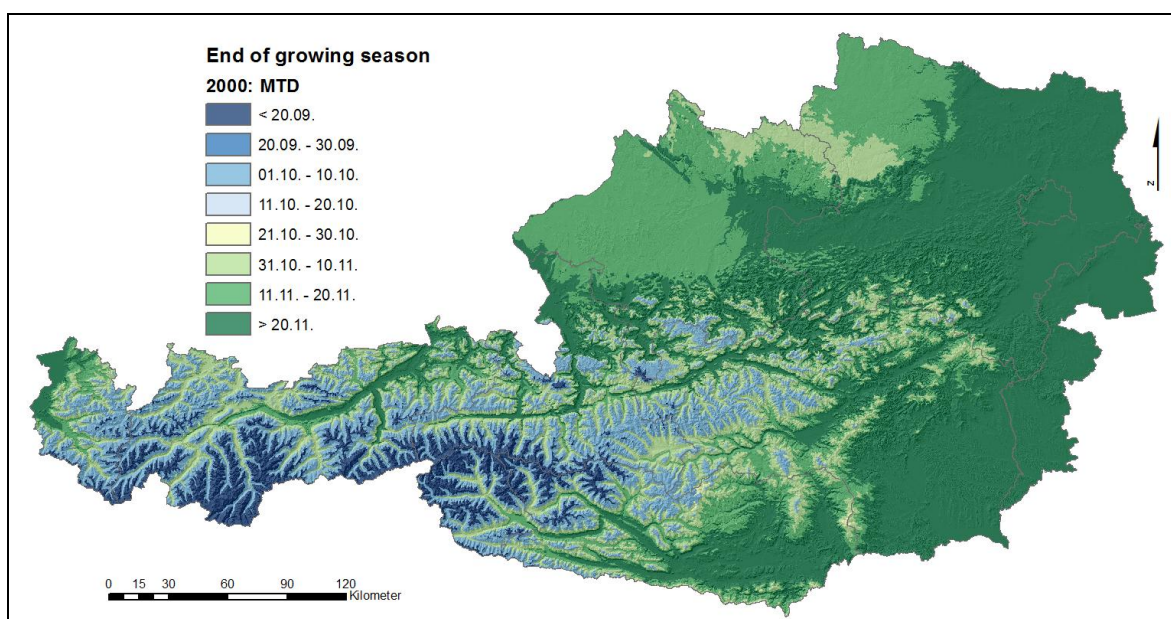 End of growing season
2000: MTD
< 20.09.
20.09. - 30.09.
01.10. - 10.10.
11.10. - 20.10.
21.10. - 30.10.
31.10. - 10.11.
11.11. - 20.11.
> 20.11.
N
0 15 30 60 90 120
Kilometer